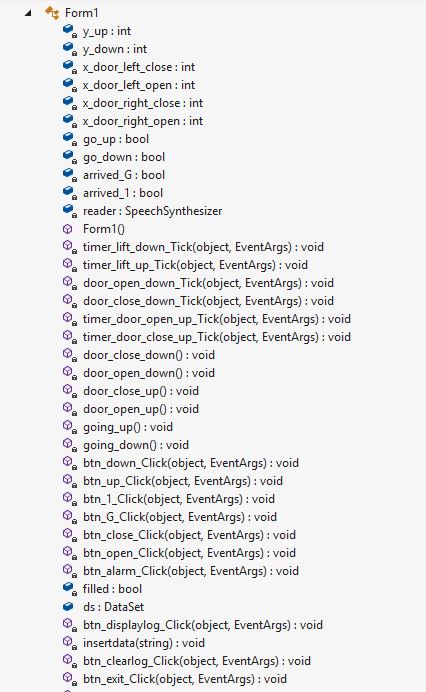 Form1
y_up : int
y_down : int
x_door_left_close : int
x_door_left_open : int
x_door_right_close : int
x_door_right_open : int
go_up : bool
go_down : bool
arrived_G : bool
arrived_1 : bool
reader : SpeechSynthesizer
Form1()
timer_lift_down_Tick(object, EventArgs) : void
timer_lift_up_Tick(object, EventArgs) : void
door_open_down_Tick(object, EventArgs) : void
door_close_down_Tick(object, EventArgs) : void
timer_door_open_up_Tick(object, EventArgs) : void
timer_door_close_up_Tick(object, EventArgs) : void
door_close_down() : void
door_open_down() : void
door_close_up() : void
door_open_up() : void
going_up() : void
going_down() : void
btn_down_Click(object, EventArgs) : void
btn_up_Click(object, EventArgs) : void
btn_1_Click(object, EventArgs) : void
btn_G_Click(object, EventArgs) : void
btn_close_Click(object, EventArgs) : void
btn_open_Click(object, EventArgs) : void
btn_alarm_Click(object, EventArgs) : void
filled : bool
ds : DataSet
btn_displaylog_Click(object, EventArgs) : void
insertdata(string) : void
btn_clearlog_Click(object, EventArgs) : void
btn_exit_Click(object, EventArgs) : void